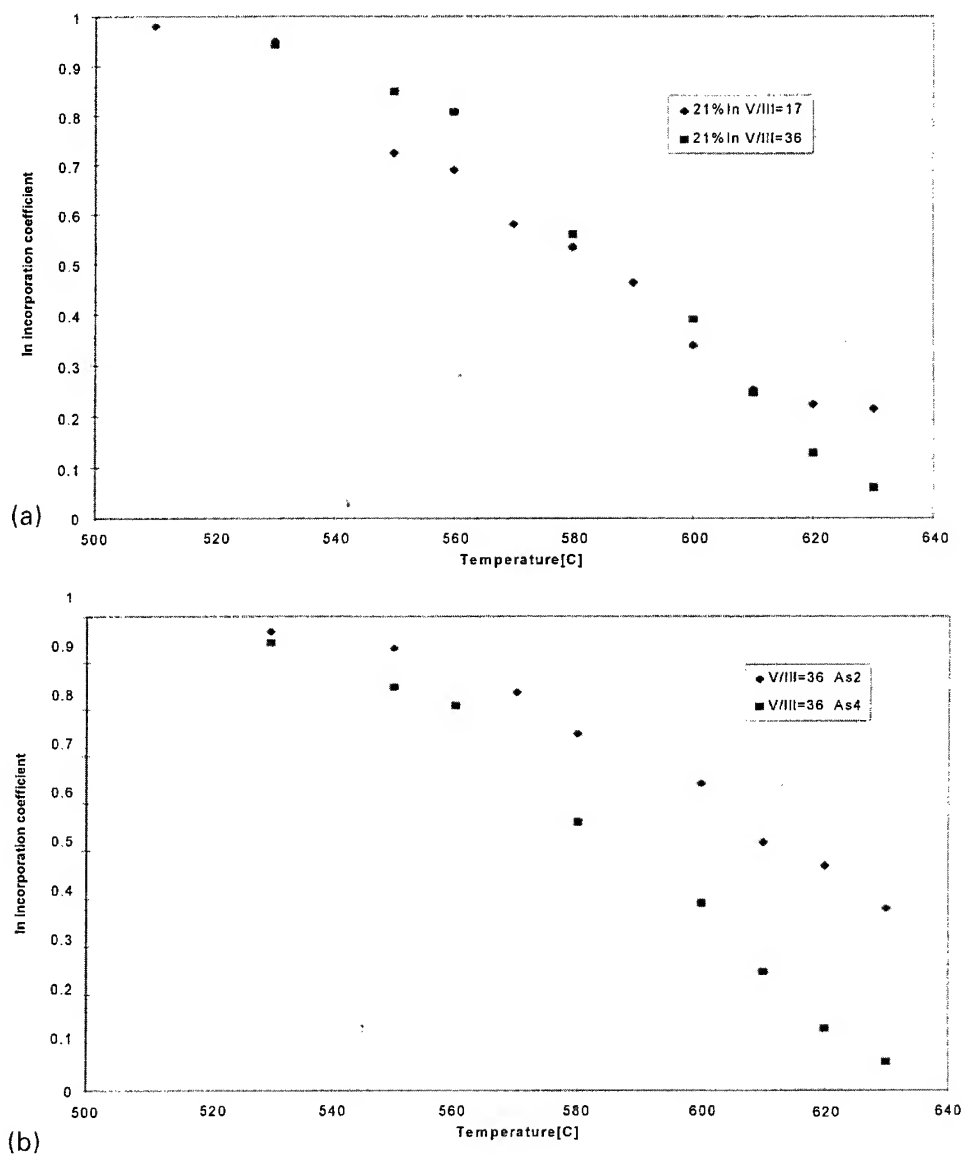 1
0.9
0.8
0.7
0.6
0.5
0.4
0.3
0.2
0.1
0
In incorporation coefficient
21%In V/III=17
21%In V/III=36
500 520 540 560 580 600 620 640
Temperature[C]
(a)
1
0.9
0.8
0.7
0.6
0.5
0.4
0.3
0.2
0.1
0
In incorporation coefficient
V/III=36 As2
V/III=36 As4
500 520 540 560 580 600 620 640
Temperature[C]
(b)